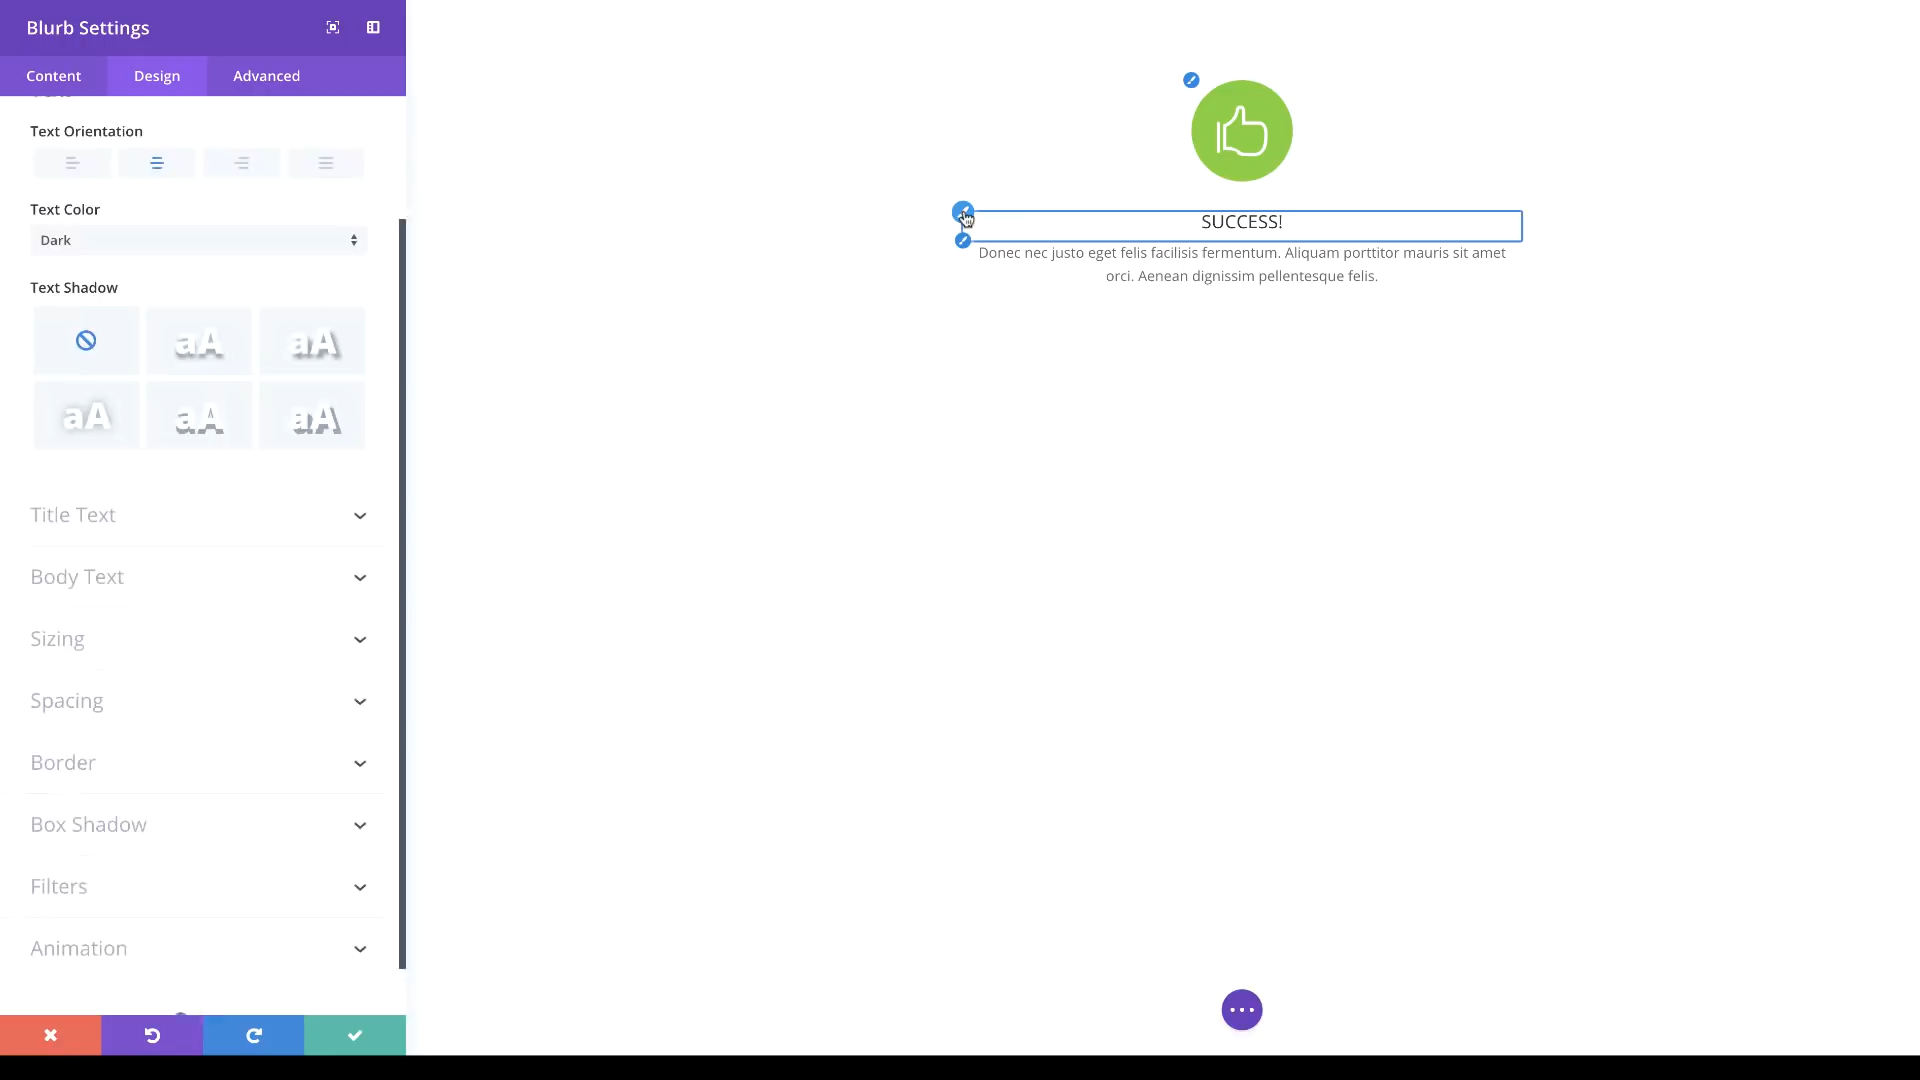 Blurb Settings
Content
Design
Advanced
Text Orientation
Text Color
Dark
Text Shadow
aA
aA
aA
aA
aA
Title Text
Body Text
Sizing
Spacing
Border
Box Shadow
Filters
Animation
SUCCESS!
Donec nec justo eget felis facilisis fermentum. Aliquam porttitor mauris sit amet
orci. Aenean dignissim pellentesque felis.